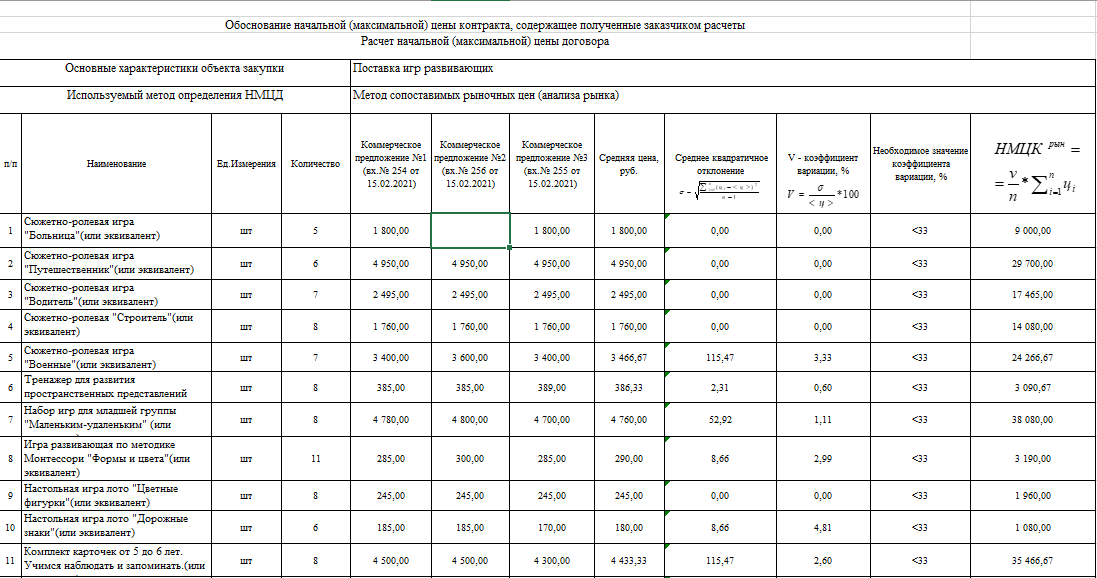 Обоснование начальной (максимальной) цены контракта, содержащее полученные заказчиком расчеты
Расчет начальной (максимальной) цены договора
Основные характеристики объекта закупки Поставка игр развивающих
Используемый метод определения НМЦД Метод сопоставимых рыночных цен (анализа рынка)
п/п Наименование Ед.Измерения Количество Коммерческое предложение №1 (вх.№ 254 от 15.02.2021) Коммерческое предложение №2 (вх.№ 256 от 15.02.2021) Коммерческое предложение №3 (вх.№ 255 от 15.02.2021) Средняя цена, руб. Среднее квадратичное отклонение V - коэффициент вариации, % V = σ / < ц > *100 Необходимое значение коэффициента вариации, % НМЦК рын = = v / n * ∑ n i=1 ц i
1 Сюжетно-ролевая игра "Больница"(или эквивалент) шт 5 1 800,00 1 800,00 1 800,00 0,00 0,00 <33 9 000,00
2 Сюжетно-ролевая игра "Путешественник"(или эквивалент) шт 6 4 950,00 4 950,00 4 950,00 4 950,00 0,00 0,00 <33 29 700,00
3 Сюжетно-ролевая игра "Водитель"(или эквивалент) шт 7 2 495,00 2 495,00 2 495,00 2 495,00 0,00 0,00 <33 17 465,00
4 Сюжетно-ролевая "Строитель"(или эквивалент) шт 8 1 760,00 1 760,00 1 760,00 1 760,00 0,00 0,00 <33 14 080,00
5 Сюжетно-ролевая игра "Военные"(или эквивалент) шт 7 3 400,00 3 600,00 3 400,00 3 466,67 115,47 3,33 <33 24 266,67
6 Тренажер для развития пространственных представлений шт 8 385,00 385,00 389,00 386,33 2,31 0,60 <33 3 090,67
7 Набор игр для младшей группы "Маленьким-удаленьким" (или шт 8 4 780,00 4 800,00 4 700,00 4 760,00 52,92 1,11 <33 38 080,00
8 Игра развивающая по методике Монтессори "Формы и цвета"(или эквивалент) шт 11 285,00 300,00 285,00 290,00 8,66 2,99 <33 3 190,00
9 Настольная игра лото "Цветные фигурки"(или эквивалент) шт 8 245,00 245,00 245,00 245,00 0,00 0,00 <33 1 960,00
10 Настольная игра лото "Дорожные знаки"(или эквивалент) шт 6 185,00 185,00 170,00 180,00 8,66 4,81 <33 1 080,00
11 Комплект карточек от 5 до 6 лет. Учимся наблюдать и запоминать.(или шт 8 4 500,00 4 500,00 4 300,00 4 433,33 115,47 2,60 <33 35 466,67